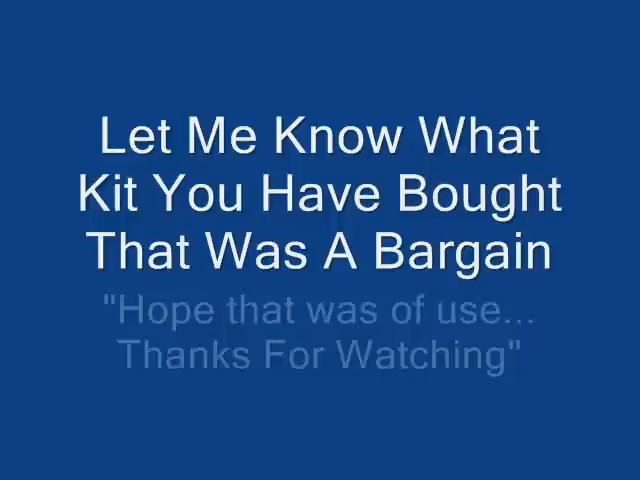 Let Me Know What
Kit You Have Bought
That Was A Bargain
"Hope that was of use...
Thanks For Watching"